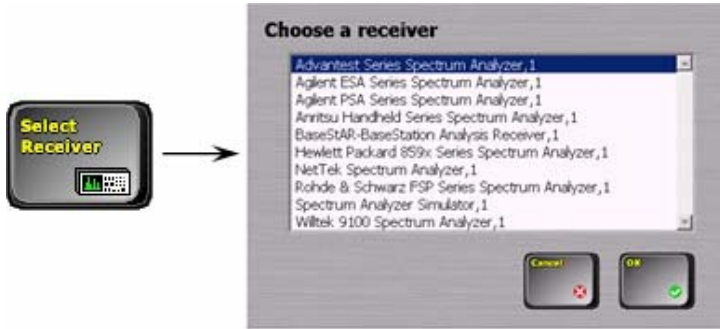 Select
Receiver
Choose a receiver
Advantest Series Spectrum Analyzer,1
Agilent ESA Series Spectrum Analyzer,1
Agilent PSA Series Spectrum Analyzer,1
Anritsu Handheld Series Spectrum Analyzer,1
BaseStAR-BaseStation Analysis Receiver,1
Hewlett Packard 859x Series Spectrum Analyzer,1
NetTek Spectrum Analyzer,1
Rohde & Schwarz FSP Series Spectrum Analyzer,1
Spectrum Analyzer Simulator,1
Willtek 9100 Spectrum Analyzer,1
Cancel
OK